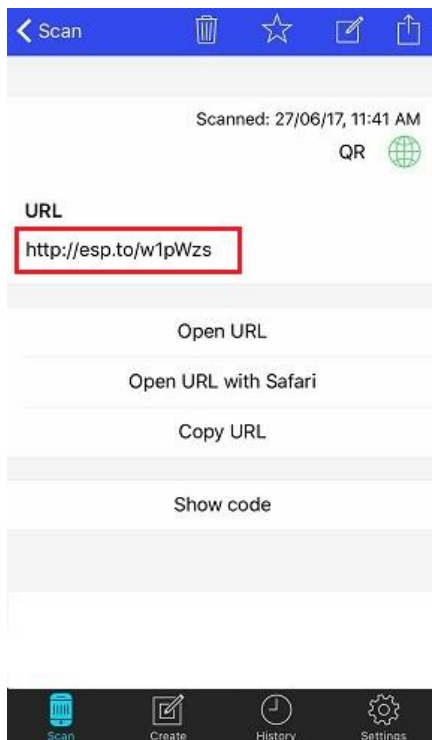 Scan
Scanned: 27/06/17, 11:41 AM
QR
URL
http://esp.to/w1pWzs
Open URL
Open URL with Safari
Copy URL
Show code
Scan Create History Settings